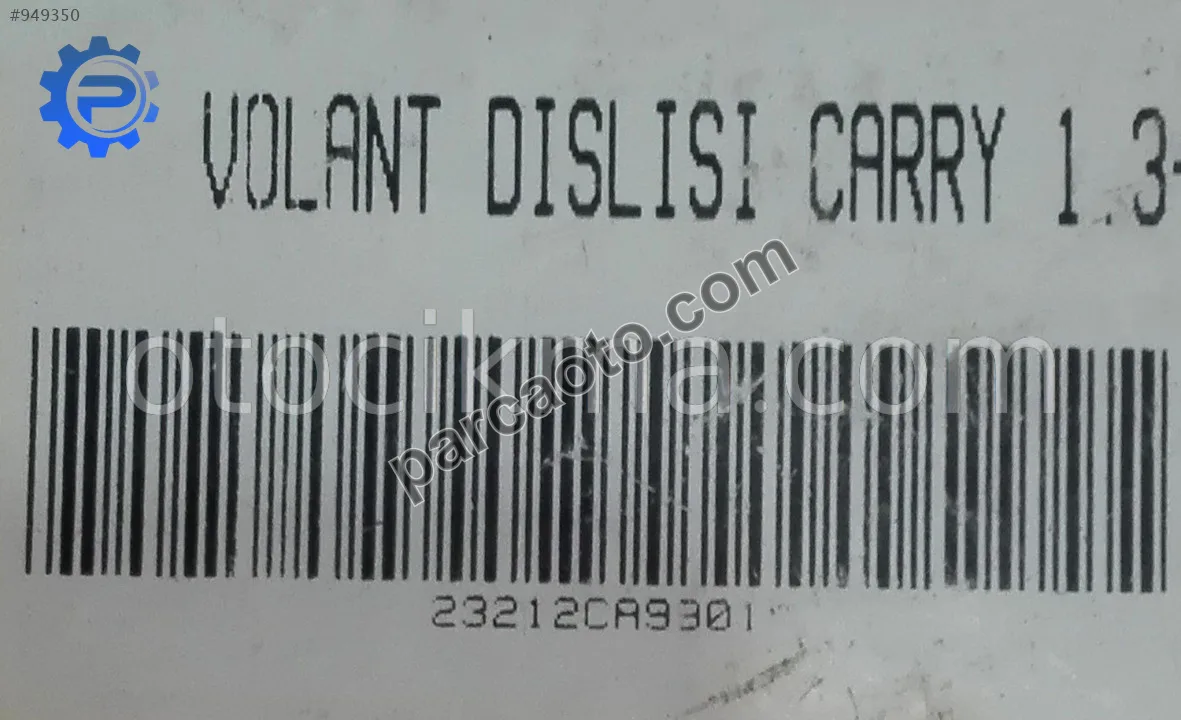 #949350
P
VOLANT DISLISI CARRY 1.3-
parcaoto.com
otocikma.com
23212CA9301